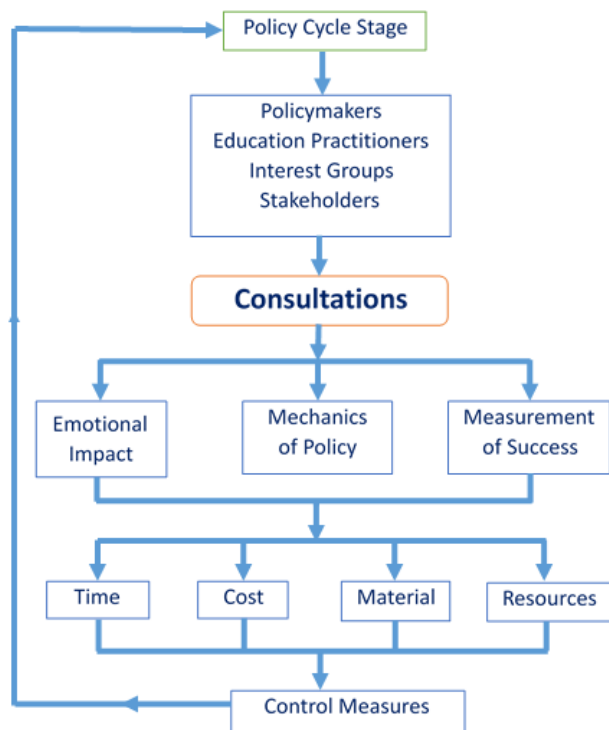 Policy Cycle Stage
Policymakers
Education Practitioners
Interest Groups
Stakeholders
Consultations
Emotional
Impact
Mechanics
of Policy
Measurement
of Success
Time
Cost
Material
Resources
Control Measures